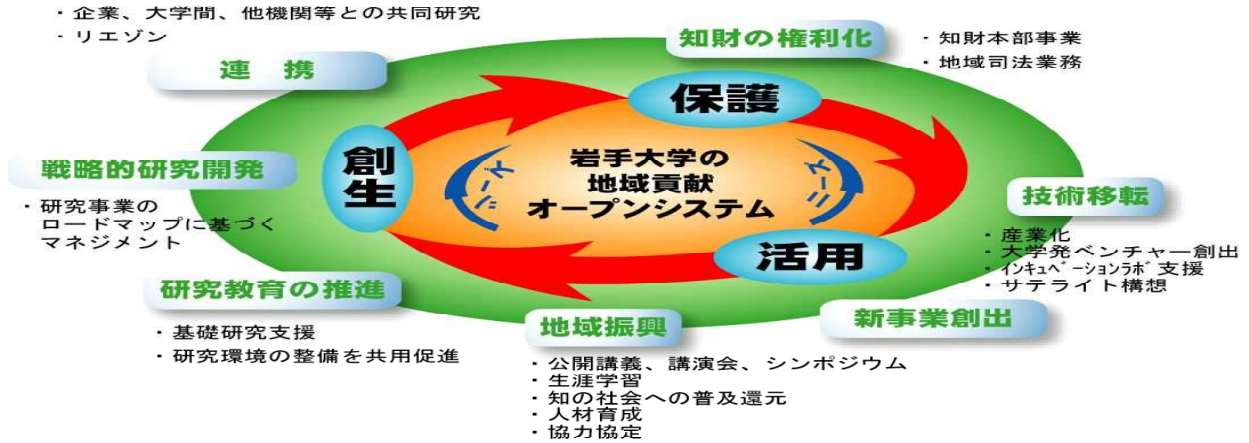 ・企業、大学間、他機関等との共同研究
・リエゾン
連 携
知財の権利化
・知財本部事業
・地域司法業務
保護
創生
岩手大学の
地域貢献
オープンシステム
シーズ
ニーズ
戦略的研究開発
・研究事業の
ロードマップに基づく
マネジメント
技術移転
・産業化
・大学発ベンチャー創出
・インキュベーションラボ支援
・サテライト構想
活用
研究教育の推進
・基礎研究支援
・研究環境の整備を共用促進
地域振興
新事業創出
・公開講義、講演会、シンポジウム
・生涯学習
・知の社会への普及還元
・人材育成
・協力協定